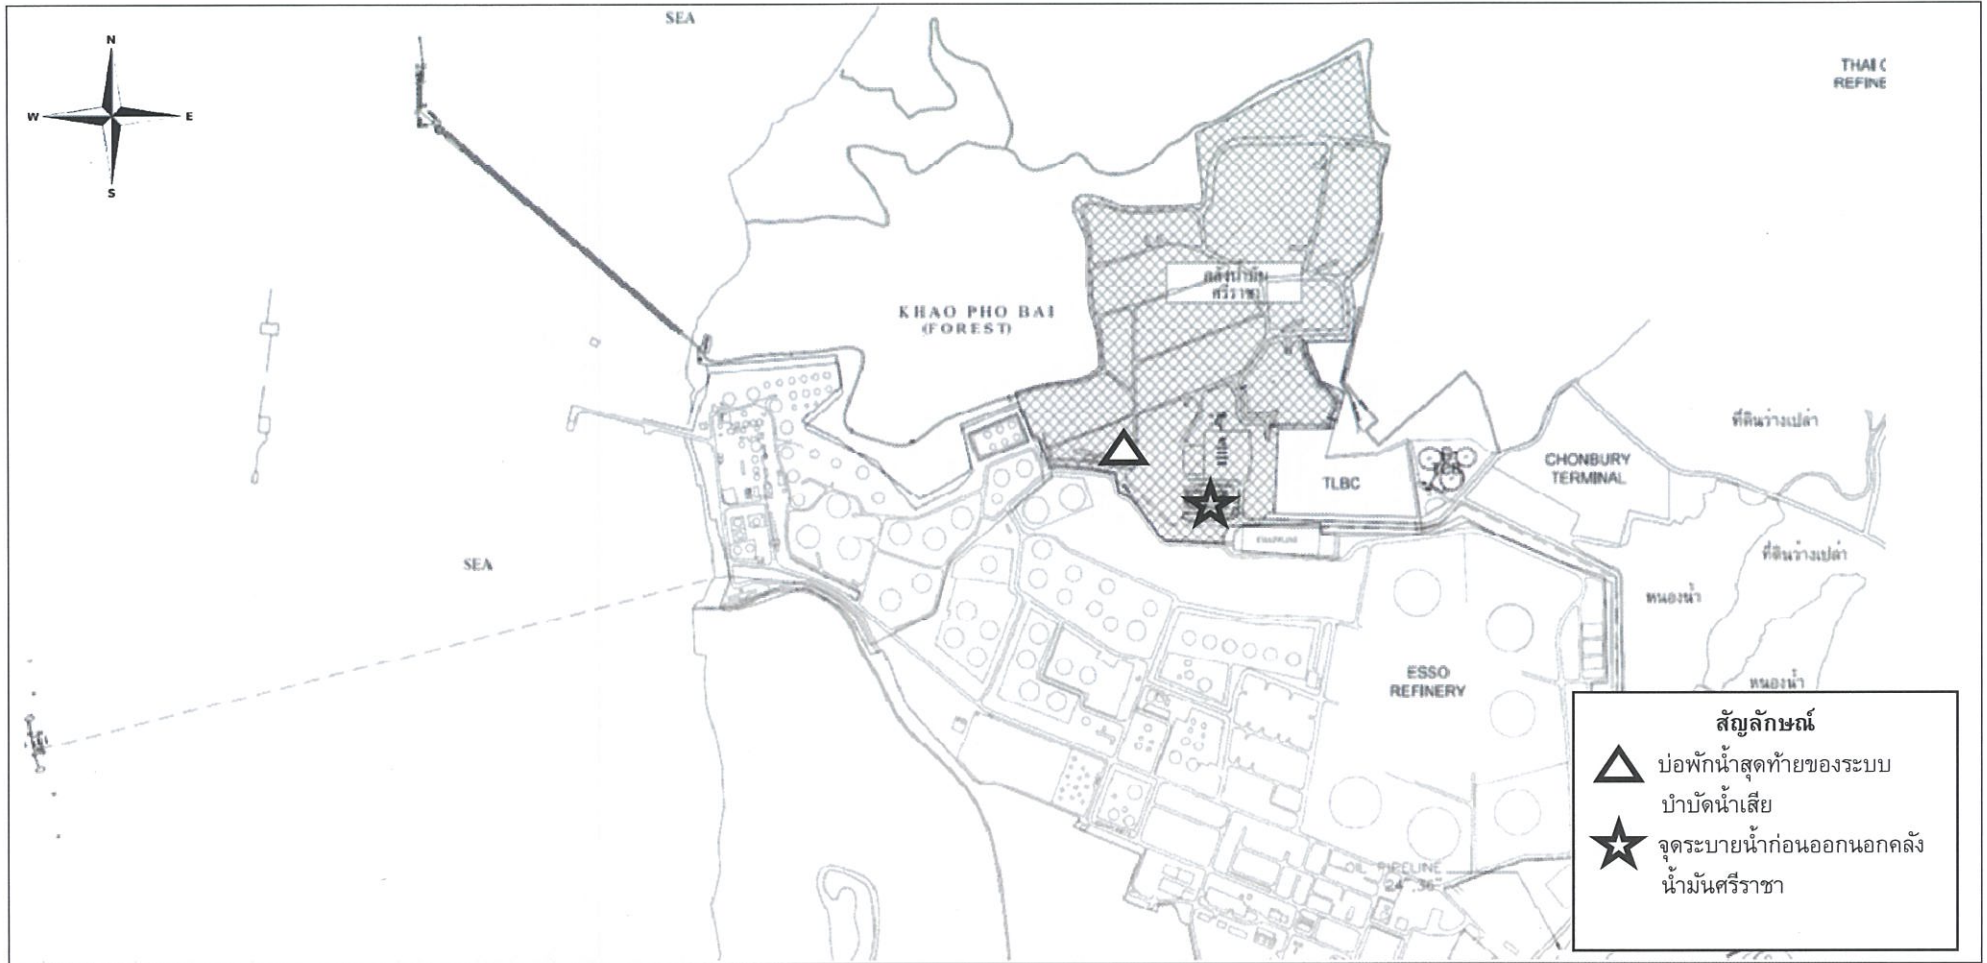 SEA
N
W
E
S
THAI
REFINE
คลังน้ำมัน
ศรีราชา
KHAO PHO BAI
(FOREST)
ที่ดินว่างเปล่า
CHONBURY
TERMINAL
TLBC
ที่ดินว่างเปล่า
SEA
หนองน้ำ
ESSO
REFINERY
หนองน้ำ
OIL PIPELINE
24",36"
สัญลักษณ์
บ่อพักน้ำสุดท้ายของระบบ
บำบัดน้ำเสีย
จุดระบายน้ำก่อนออกนอกคลัง
น้ำมันศรีราชา